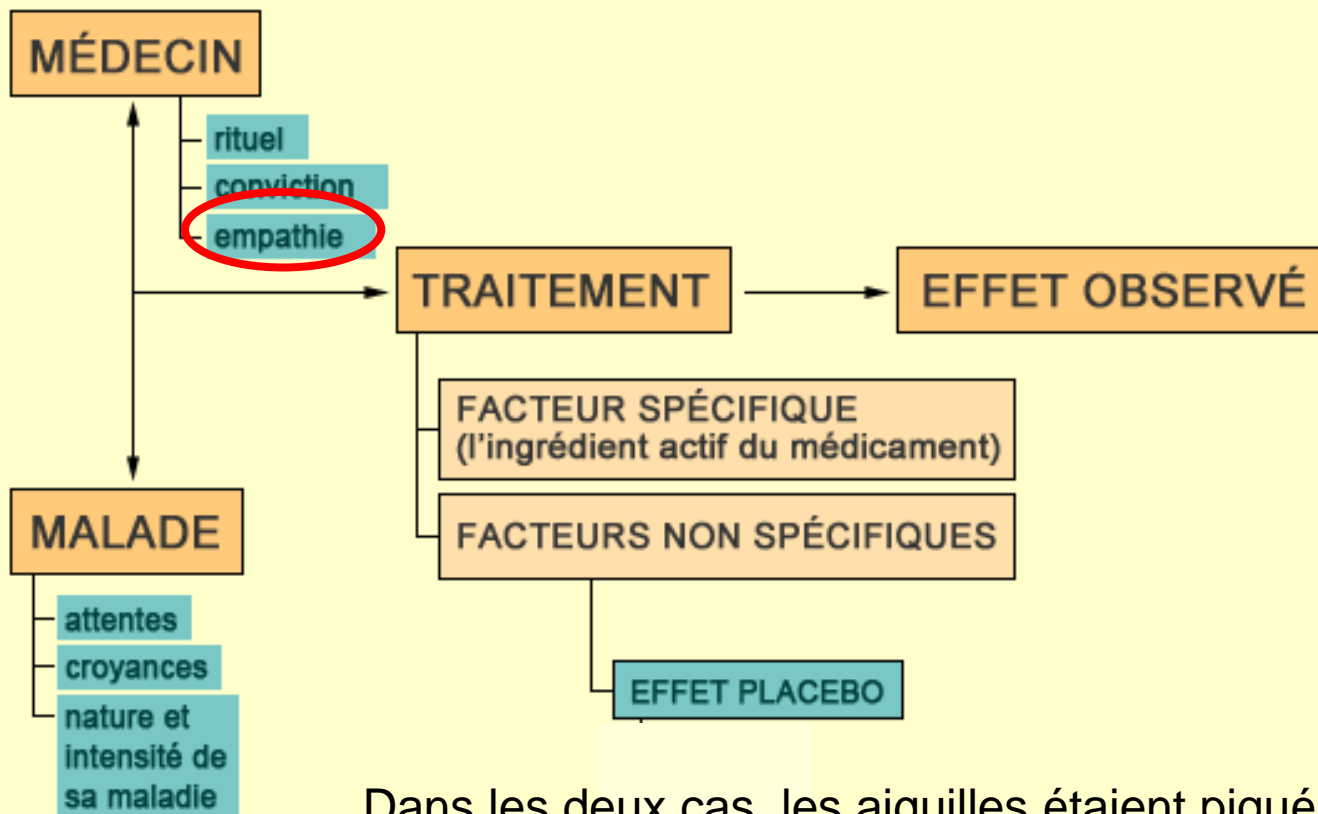 MÉDECIN
rituel
conviction
empathie
TRAITEMENT
EFFET OBSERVÉ
FACTEUR SPÉCIFIQUE
(l'ingrédient actif du médicament)
FACTEURS NON SPÉCIFIQUES
EFFET PLACEBO
MALADE
attentes
croyances
nature et
intensité de
sa maladie
Dans les deux cas, les aiguilles étaient piqué